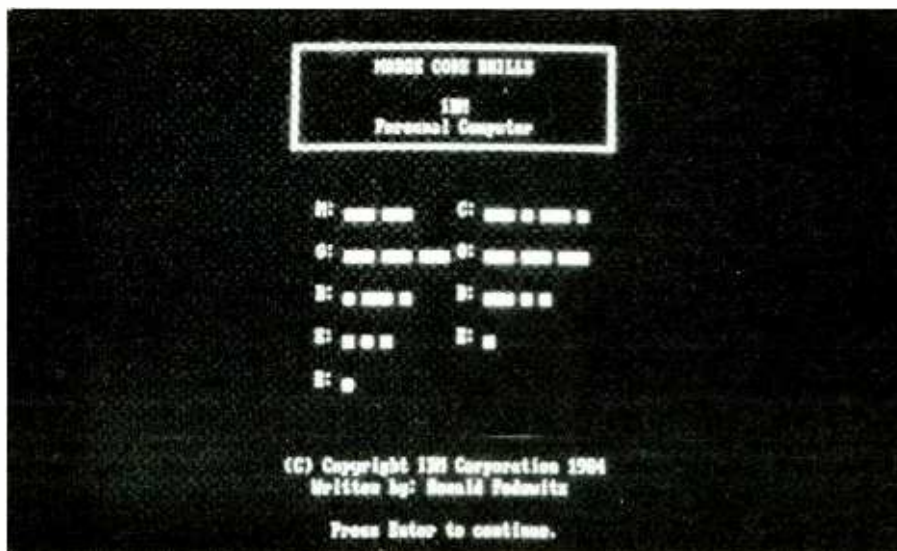 MORSE CODE DRILLS
IBM
Personal Computer
M: ▬ ▬ C: ▬ ▪ ▬ ▪
O: ▬ ▬ ▬ O: ▬ ▬ ▬
R: ▪ ▬ ▪ D: ▬ ▪ ▪
S: ▪ ▪ ▪ E: ▪
E: ▪
(C) Copyright IBM Corporation 1984
Written by:
Press Enter to continue.